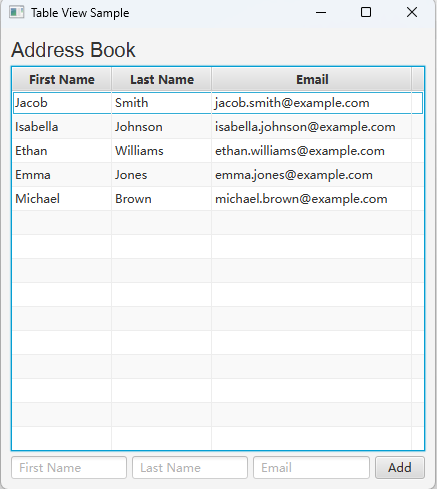 Table View Sample
Address Book
First Name Last Name Email
Jacob Smith jacob.smith@example.com
Isabella Johnson isabella.johnson@example.com
Ethan Williams ethan.williams@example.com
Emma Jones emma.jones@example.com
Michael Brown michael.brown@example.com
First Name Last Name Email Add